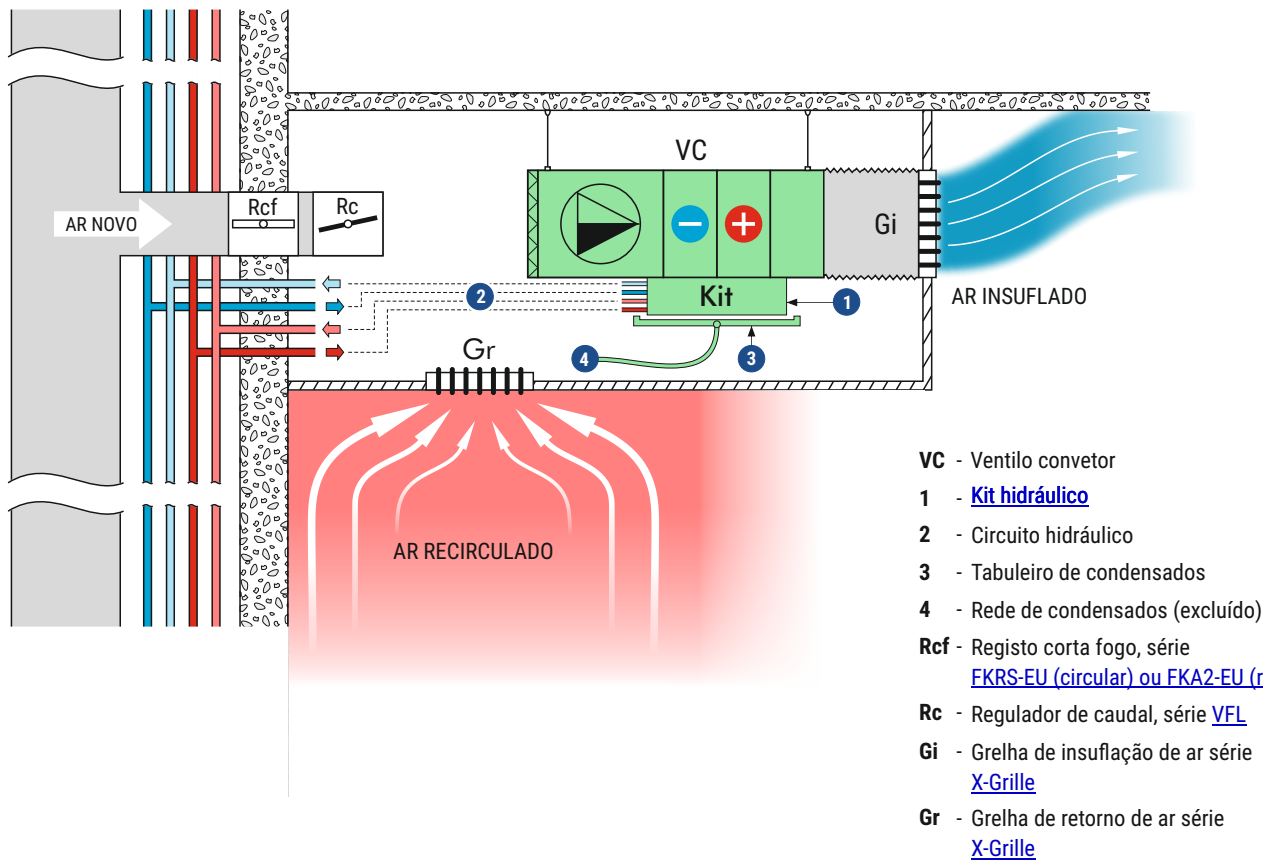 VC
Rcf
Rc
AR NOVO
Gi
Kit
1
2
AR INSUFLADO
Gr
4
3
AR RECIRCULADO
VC - Ventilo convetor
1 - Kit hidráulico
2 - Circuito hidráulico
3 - Tabuleiro de condensados
4 - Rede de condensados (excluído)
Rcf - Registo corta fogo, série
FKRS-EU (circular) ou FKA2-EU (r
Rc - Regulador de caudal, série VFL
Gi - Grelha de insuflação de ar série
X-Grille
Gr - Grelha de retorno de ar série
X-Grille